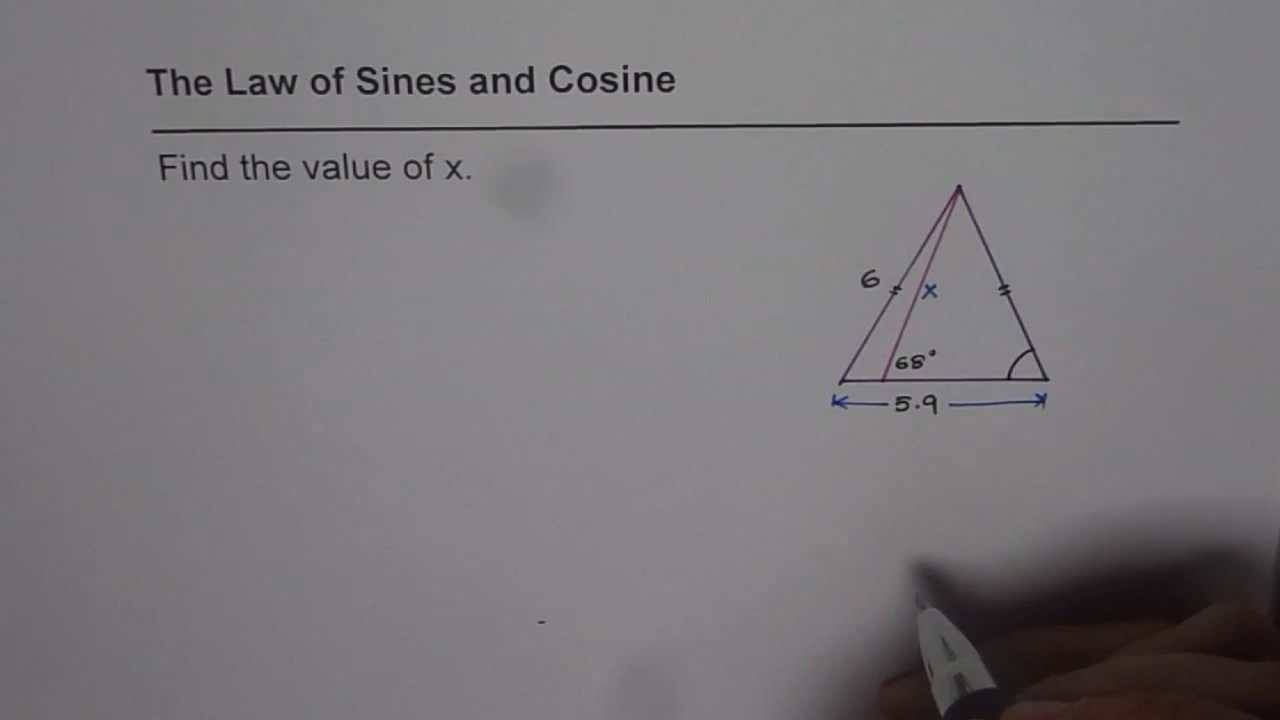 The Law of Sines and Cosine
Find the value of x.
6
x
68°
5.9